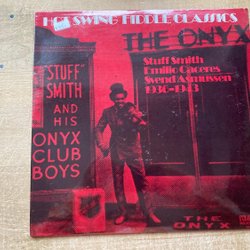 HOT SWING FIDDLE CLASSICS
THE ONYX
Stuff Smith
Emilio Caceres
Svend Asmussen
1936-1943
"STUFF"
SMITH
AND HIS
ONYX
CLUB
BOYS
THE ONYX